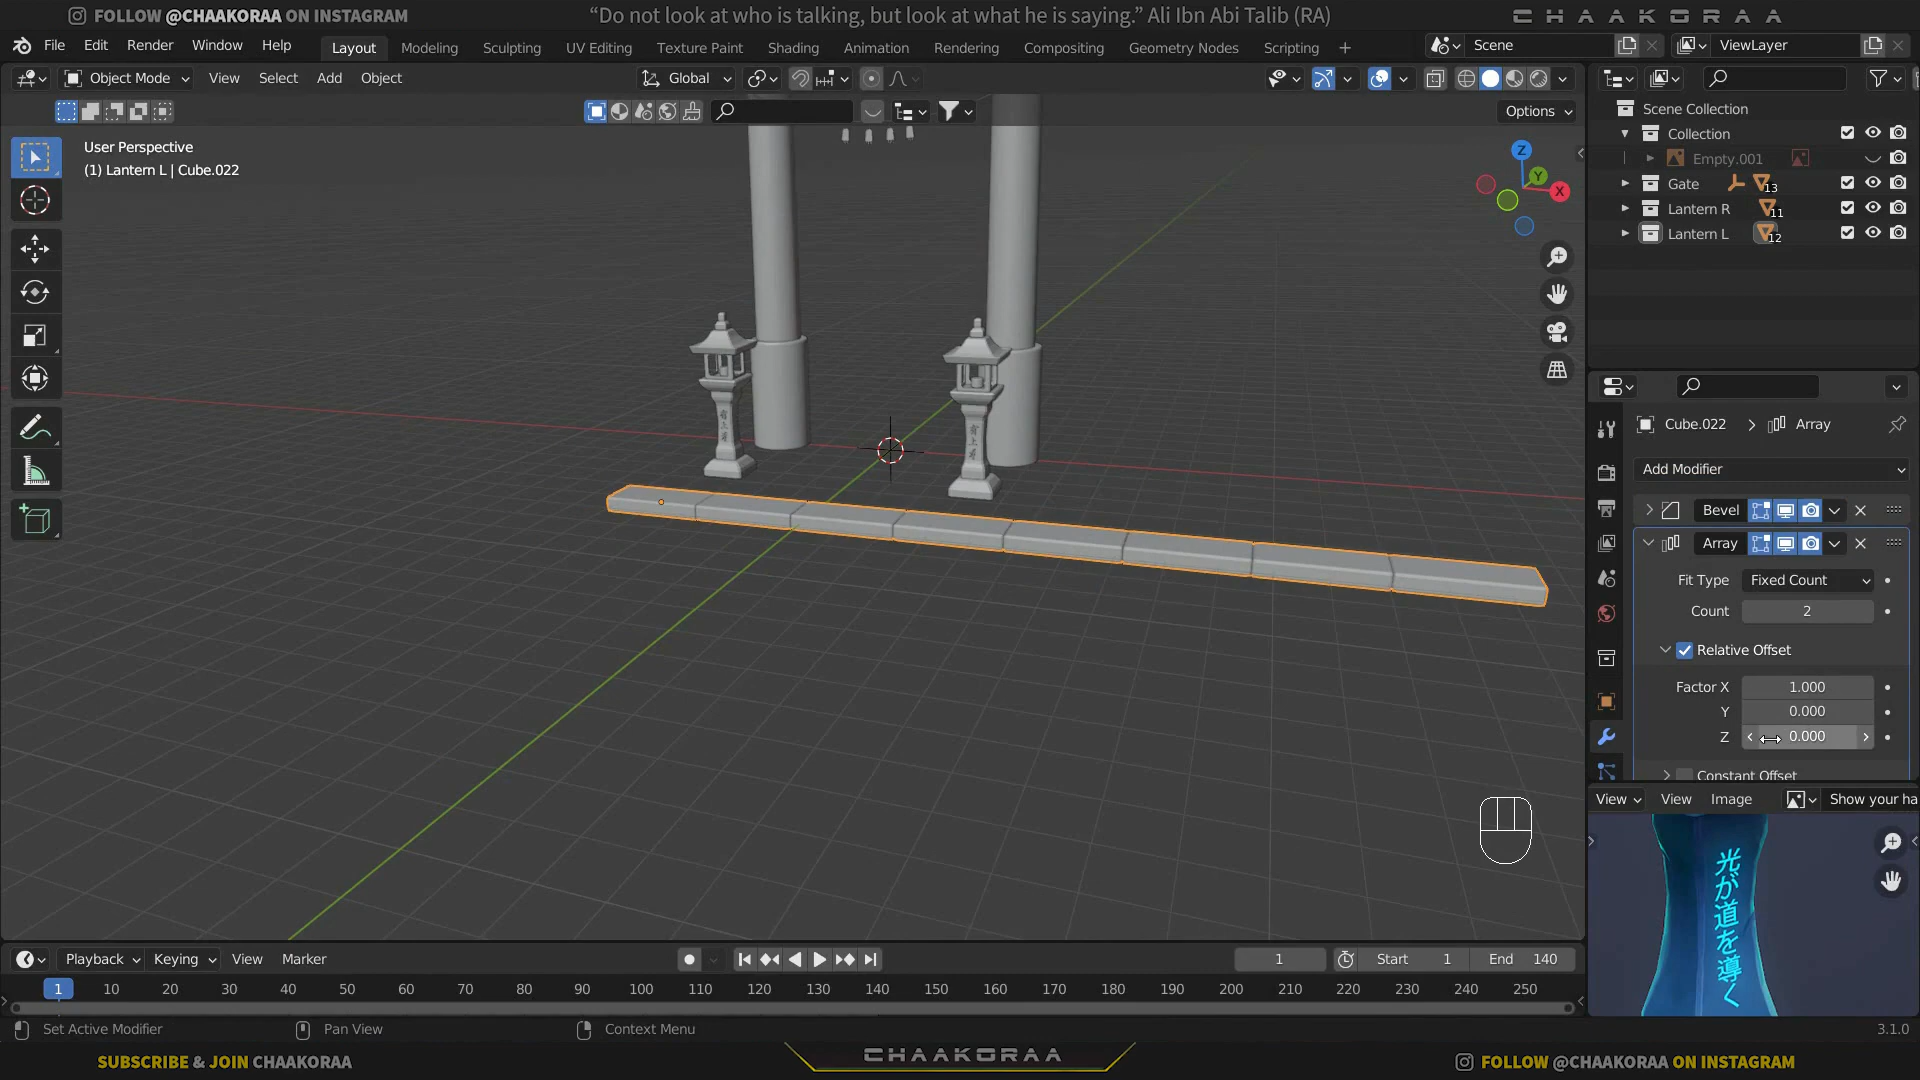 FOLLOW @CHAAKORAA ON INSTAGRAM
“Do not look at who is talking, but look at what he is saying.” Ali Ibn Abi Talib (RA)
CHAAKORAA
File Edit Render Window Help
Layout Modeling Sculpting UV Editing Texture Paint Shading Animation Rendering Compositing Geometry Nodes Scripting +
Scene
ViewLayer
Object Mode View Select Add Object
Global
Options
User Perspective
(1) Lantern L | Cube.022
Z
Y
X
Scene Collection
Collection
Empty.001
Gate 13
Lantern R 11
Lantern L 12
Cube.022 > Array
Add Modifier
Bevel
Array
Fit Type Fixed Count
Count 2
Relative Offset
Factor X 1.000
Y 0.000
Z 0.000
Constant Offset
View View Image Show your ha
光が道を導く
Playback Keying View Marker
1 Start 1 End 140
1 10 20 30 40 50 60 70 80 90 100 110 120 130 140 150 160 170 180 190 200 210 220 230 240 250
Set Active Modifier Pan View Context Menu 3.1.0
SUBSCRIBE & JOIN CHAAKORAA
CHAAKORAA
FOLLOW @CHAAKORAA ON INSTAGRAM